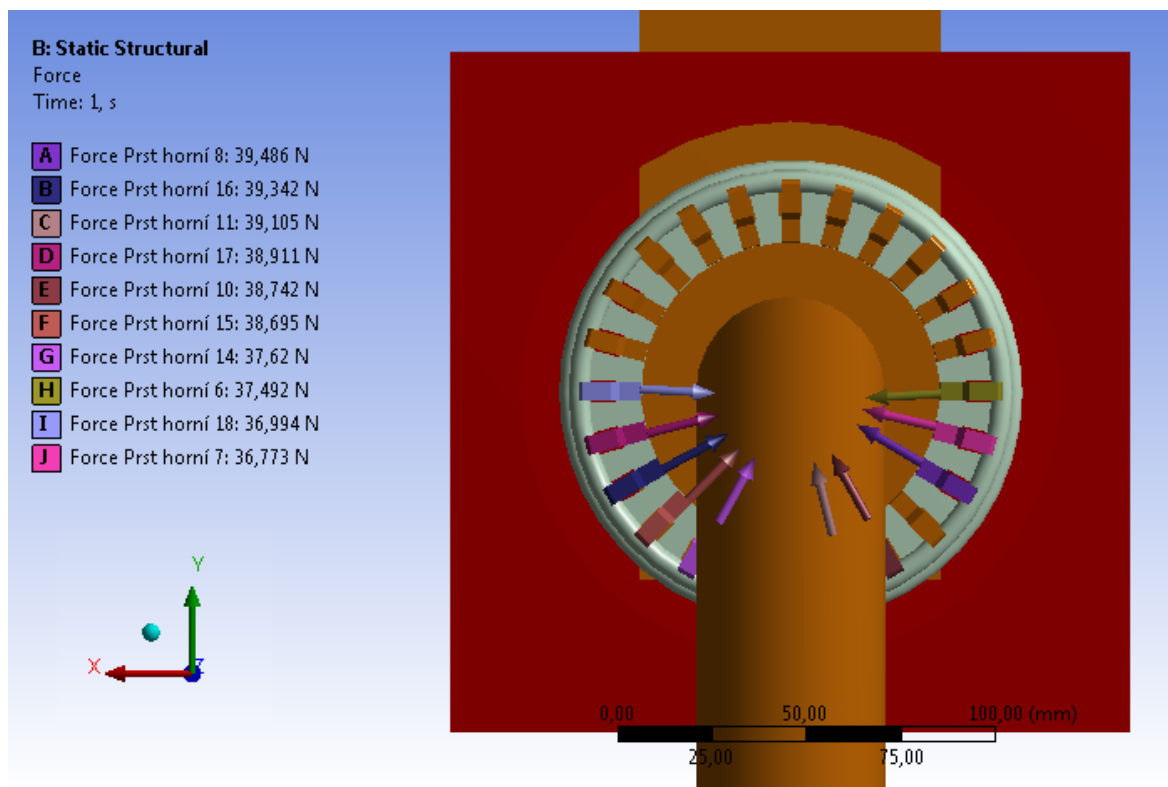 B: Static Structural
Force
Time: 1, s
A Force Prst horní 8: 39,486 N
B Force Prst horní 16: 39,342 N
C Force Prst horní 11: 39,105 N
D Force Prst horní 17: 38,911 N
E Force Prst horní 10: 38,742 N
F Force Prst horní 15: 38,695 N
G Force Prst horní 14: 37,62 N
H Force Prst horní 6: 37,492 N
I Force Prst horní 18: 36,994 N
J Force Prst horní 7: 36,773 N
Y
X Z
0,00 50,00 100,00 (mm)
25,00 75,00